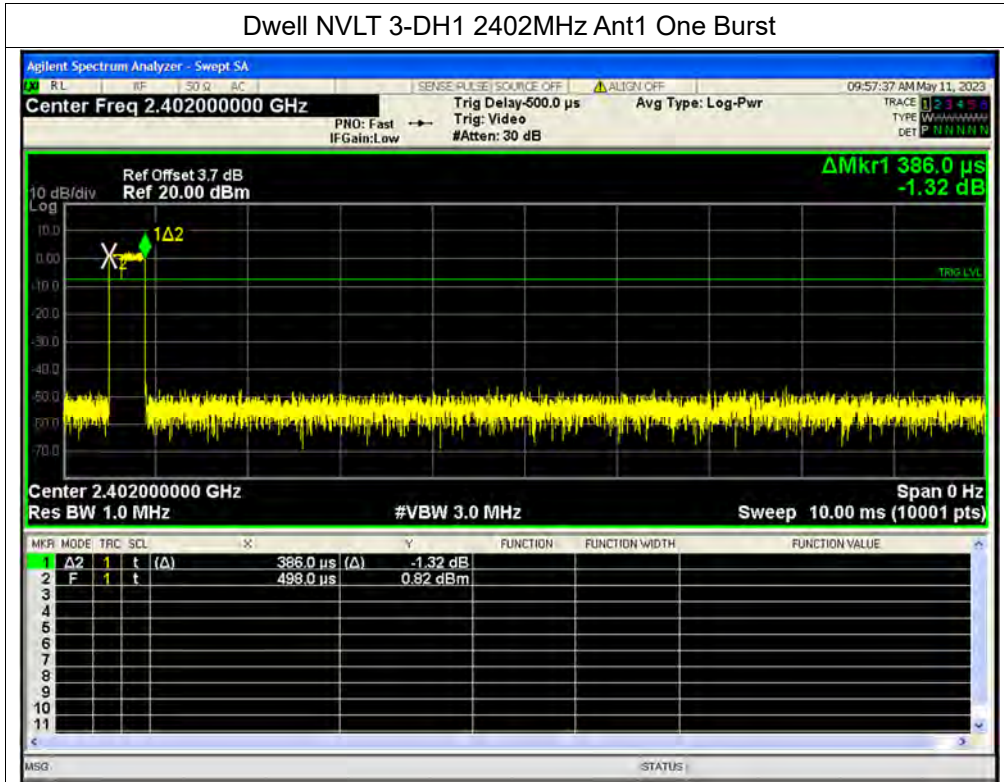 Dwell NVLT 3-DH1 2402MHz Ant1 One Burst
Agilent Spectrum Analyzer - Swept SA
LXI RL RF 50 Ω AC SENSE:PULSE SOURCE OFF ALIGN OFF 09:57:37 AM May 11, 2023
Center Freq 2.402000000 GHz Trig Delay-500.0 µs Avg Type: Log-Pwr TRACE 1 2 3 4 5 6
PNO: Fast Trig: Video TYPE W
IFGain:Low #Atten: 30 dB DET P N N N N N
ΔMkr1 386.0 µs
-1.32 dB
Ref Offset 3.7 dB
10 dB/div Ref 20.00 dBm
Log
10.0
1Δ2
0.00
2
TRIG LVL
-10.0
-20.0
-30.0
-40.0
-50.0
-60.0
-70.0
Center 2.402000000 GHz Span 0 Hz
Res BW 1.0 MHz #VBW 3.0 MHz Sweep 10.00 ms (10001 pts)
MKR MODE TRC SCL X Y FUNCTION FUNCTION WIDTH FUNCTION VALUE
1 Δ2 1 t (Δ) 386.0 µs (Δ) -1.32 dB
2 F 1 t 498.0 µs 0.82 dBm
3
4
5
6
7
8
9
10
11
MSG STATUS